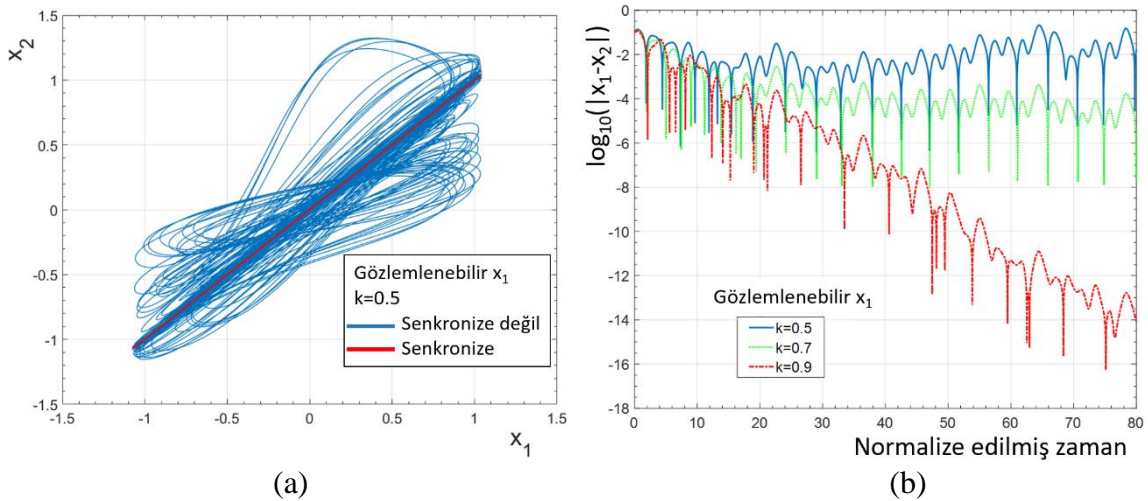 x₂
1.5
1
0.5
0
-0.5
-1
-1.5
-1.5 -1 -0.5 0 0.5 1 1.5
x₁
Gözlemlenebilir x₁
k=0.5
Senkronize değil
Senkronize
(a)
log₁₀(|x₁-x₂|)
0
-2
-4
-6
-8
-10
-12
-14
-16
-18
0 10 20 30 40 50 60 70 80
Normalize edilmiş zaman
Gözlemlenebilir x₁
k=0.5
k=0.7
k=0.9
(b)